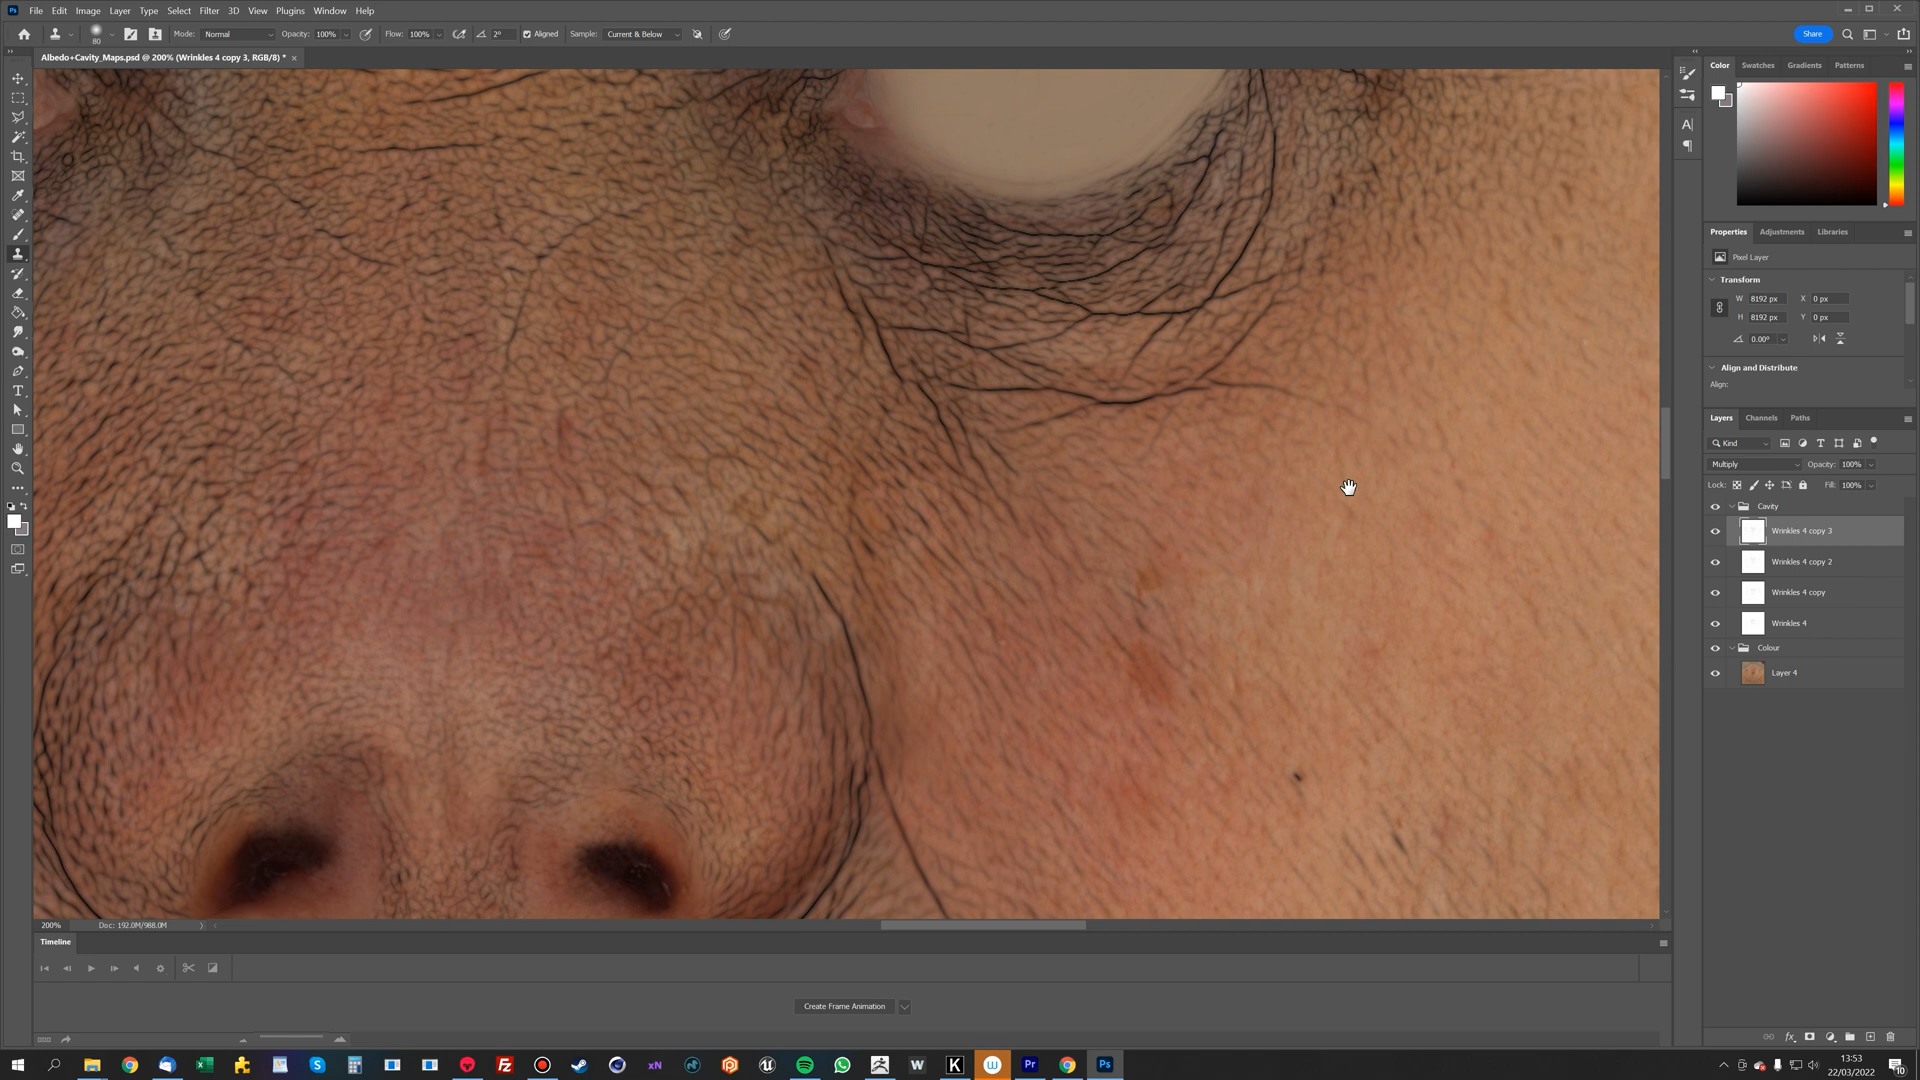 File Edit Image Layer Type Select Filter 3D View Plugins Window Help
80 Mode: Normal Opacity: 100% Flow: 100% 2° Aligned Sample: Current & Below Share
Albedo+Cavity_Maps.psd @ 200% (Wrinkles 4 copy 3, RGB/8) *
Color Swatches Gradients Patterns
Properties Adjustments Libraries
Pixel Layer
Transform
W 8192 px X 0 px
H 8192 px Y 0 px
0.00°
Align and Distribute
Align:
Layers Channels Paths
Kind
Multiply Opacity: 100%
Lock: Fill: 100%
Cavity
Wrinkles 4 copy 3
Wrinkles 4 copy 2
Wrinkles 4 copy
Wrinkles 4
Colour
Layer 4
200% Doc: 192.0M/988.0M
Timeline
Create Frame Animation
13:53
22/03/2022
10